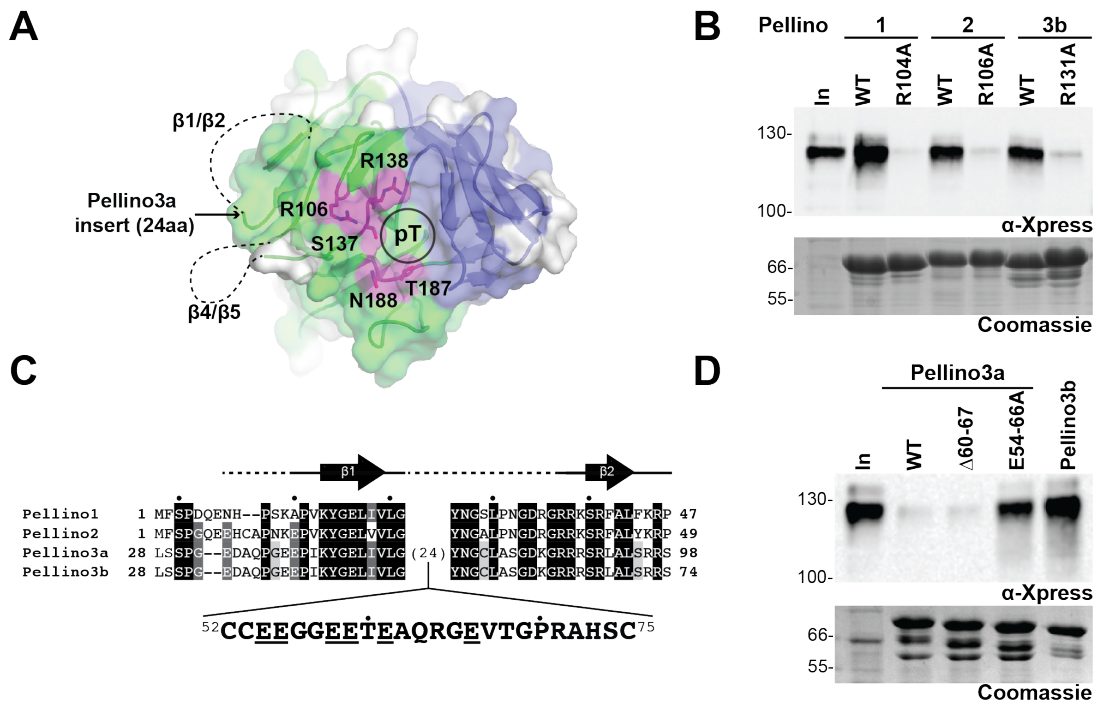 A
β1/β2
R138
Pellino3a
insert (24aa)
R106
pT
S137
T187
N188
β4/β5
B
Pellino 1 2 3b
In WT R104A WT R106A WT R131A
130-
100-
α-Xpress
66-
55-
Coomassie
C
β1 β2
Pellino1 1 MFSPDQENH--PSKAPVKYGELIVLG YNGSLPNGDRGRRKSRFALFKRP 47
Pellino2 1 MFSPGQEEHCAPNKEPVKYGELVVLG YNGALPNGDRGRRKSRFALYKRP 49
Pellino3a 28 LSSPG--EDAQPGEEPIKYGELIVLG (24) YNGCLASGDKGRRRSRLALSRRS 98
Pellino3b 28 LSSPG--EDAQPGEEPIKYGELIVLG YNGCLASGDKGRRRSRLALSRRS 74
52CCEEGGEETEAQRGEVTGPRAHSC75
D
Pellino3a
In WT Δ60-67 E54-66A Pellino3b
130-
100-
α-Xpress
66-
55-
Coomassie